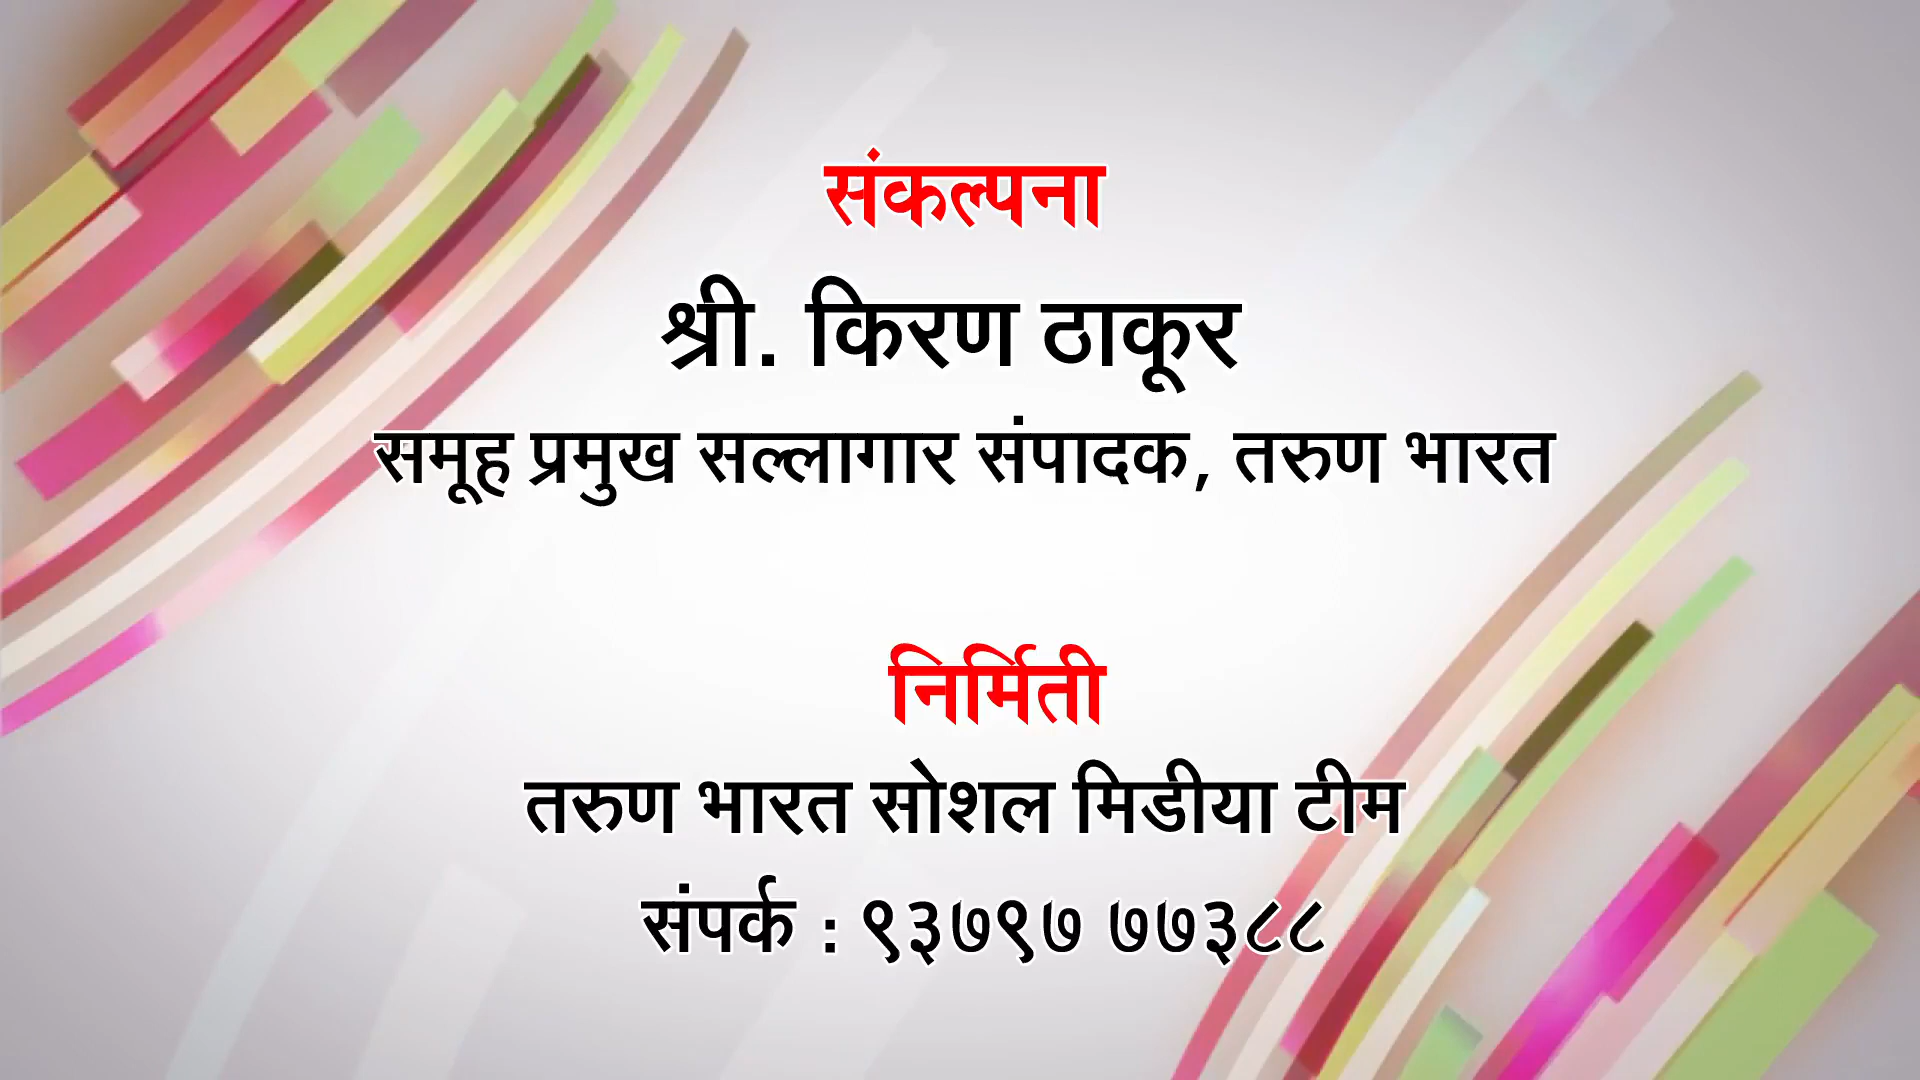 संकल्पना
श्री. किरण ठाकूर
समूह प्रमुख सल्लागार संपादक, तरुण भारत
निर्मिती
तरुण भारत सोशल मिडीया टीम
संपर्क : ९३७९७ ७७३८८